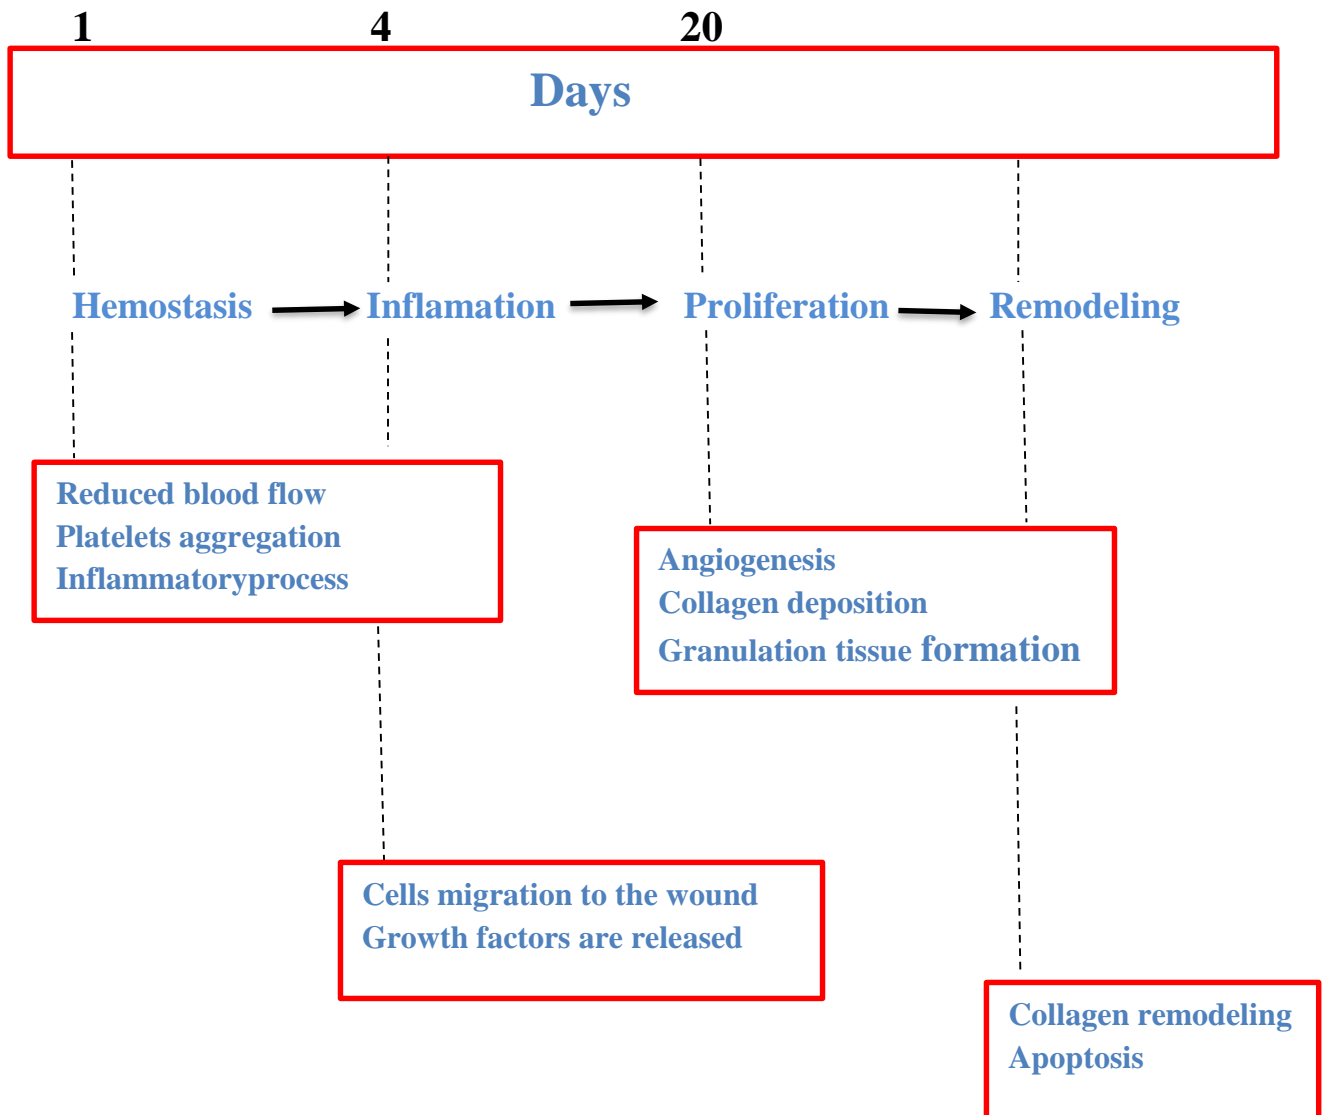 1 4 20
Days
Hemostasis Inflamation Proliferation Remodeling
Reduced blood flow
Platelets aggregation
Inflammatoryprocess
Angiogenesis
Collagen deposition
Granulation tissue formation
Cells migration to the wound
Growth factors are released
Collagen remodeling
Apoptosis